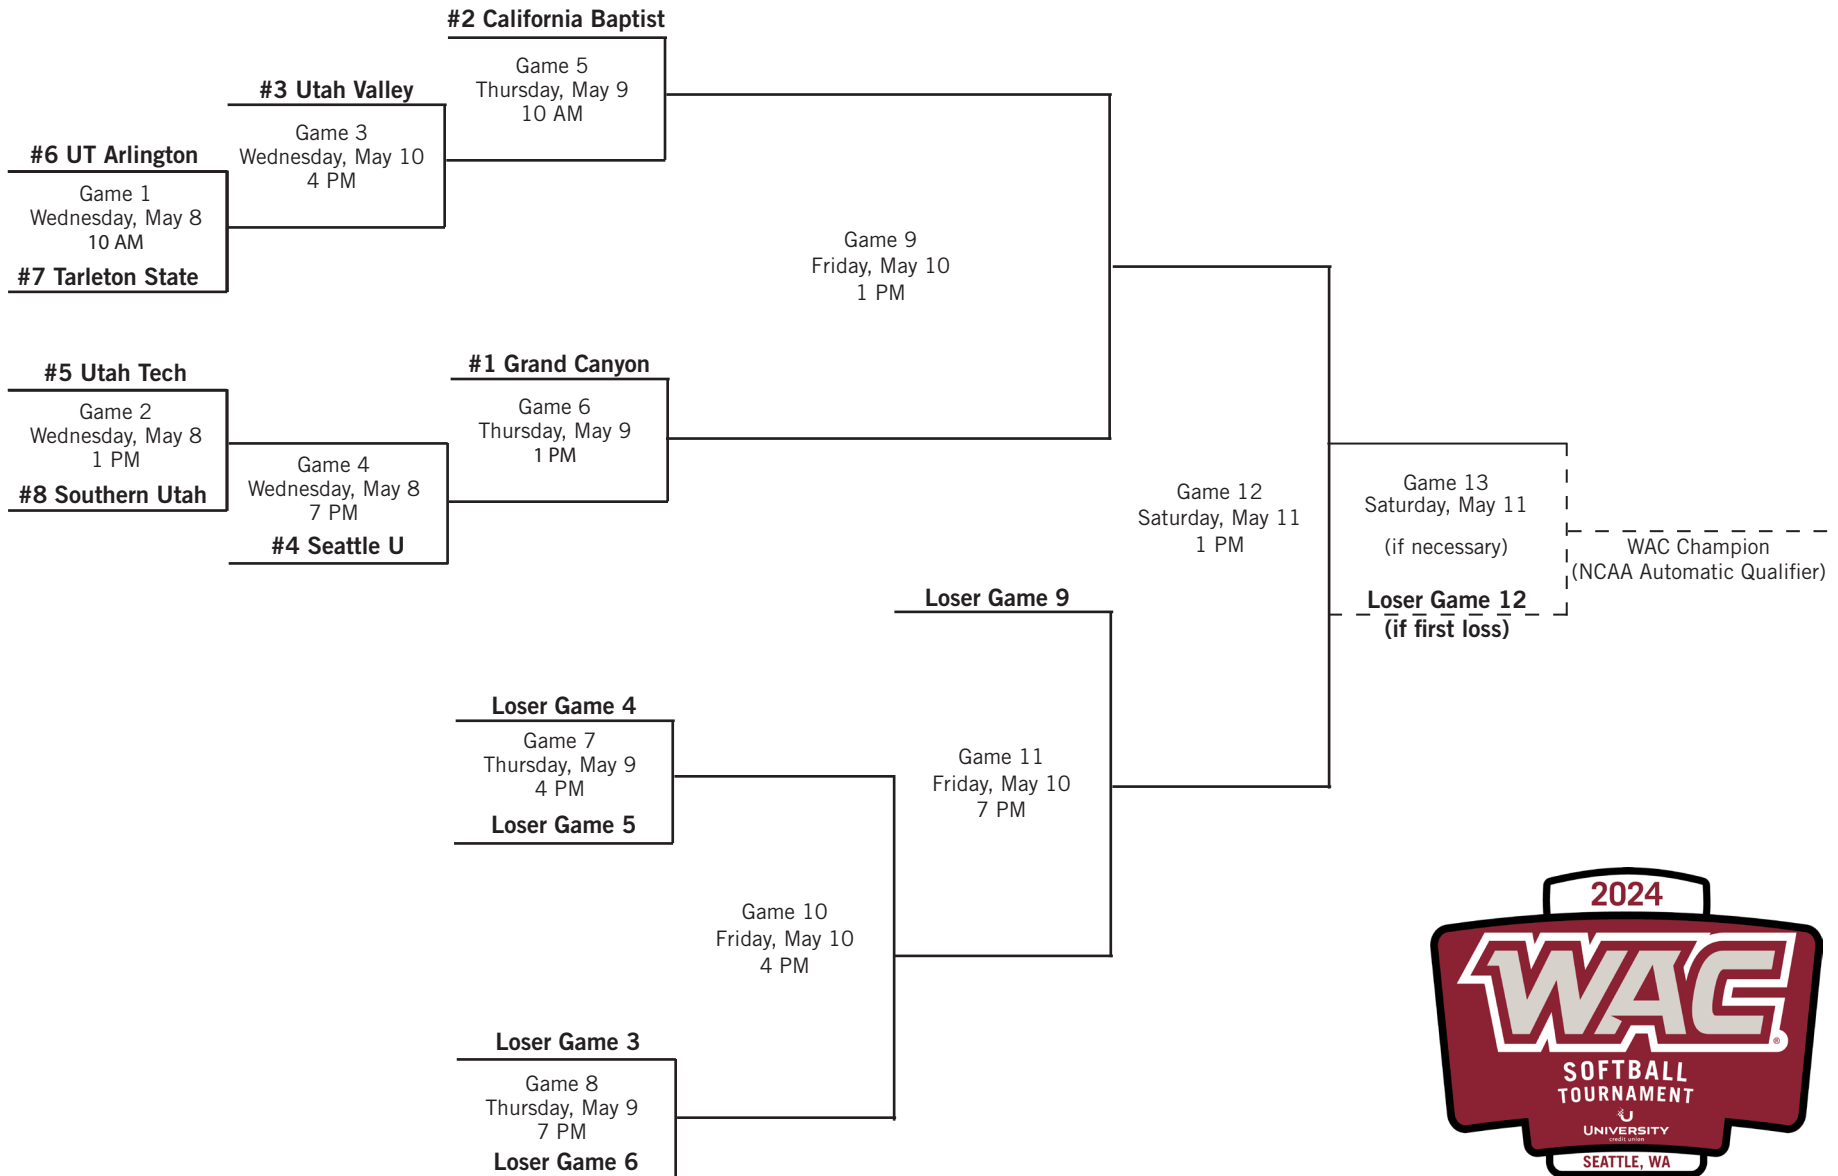 #2 California Baptist
Game 5
Thursday, May 9
10 AM
#3 Utah Valley
Game 3
Wednesday, May 10
4 PM
#6 UT Arlington
Game 1
Wednesday, May 8
10 AM
#7 Tarleton State
Game 9
Friday, May 10
1 PM
#5 Utah Tech
Game 2
Wednesday, May 8
1 PM
#8 Southern Utah
#1 Grand Canyon
Game 6
Thursday, May 9
1 PM
Game 4
Wednesday, May 8
7 PM
#4 Seattle U
Game 12
Saturday, May 11
1 PM
Game 13
Saturday, May 11
(if necessary)
Loser Game 12
(if first loss)
WAC Champion
(NCAA Automatic Qualifier)
Loser Game 9
Loser Game 4
Game 7
Thursday, May 9
4 PM
Loser Game 5
Game 11
Friday, May 10
7 PM
Game 10
Friday, May 10
4 PM
Loser Game 3
Game 8
Thursday, May 9
7 PM
Loser Game 6
2024
WAC®
SOFTBALL
TOURNAMENT
U
UNIVERSITY
credit union
SEATTLE, WA